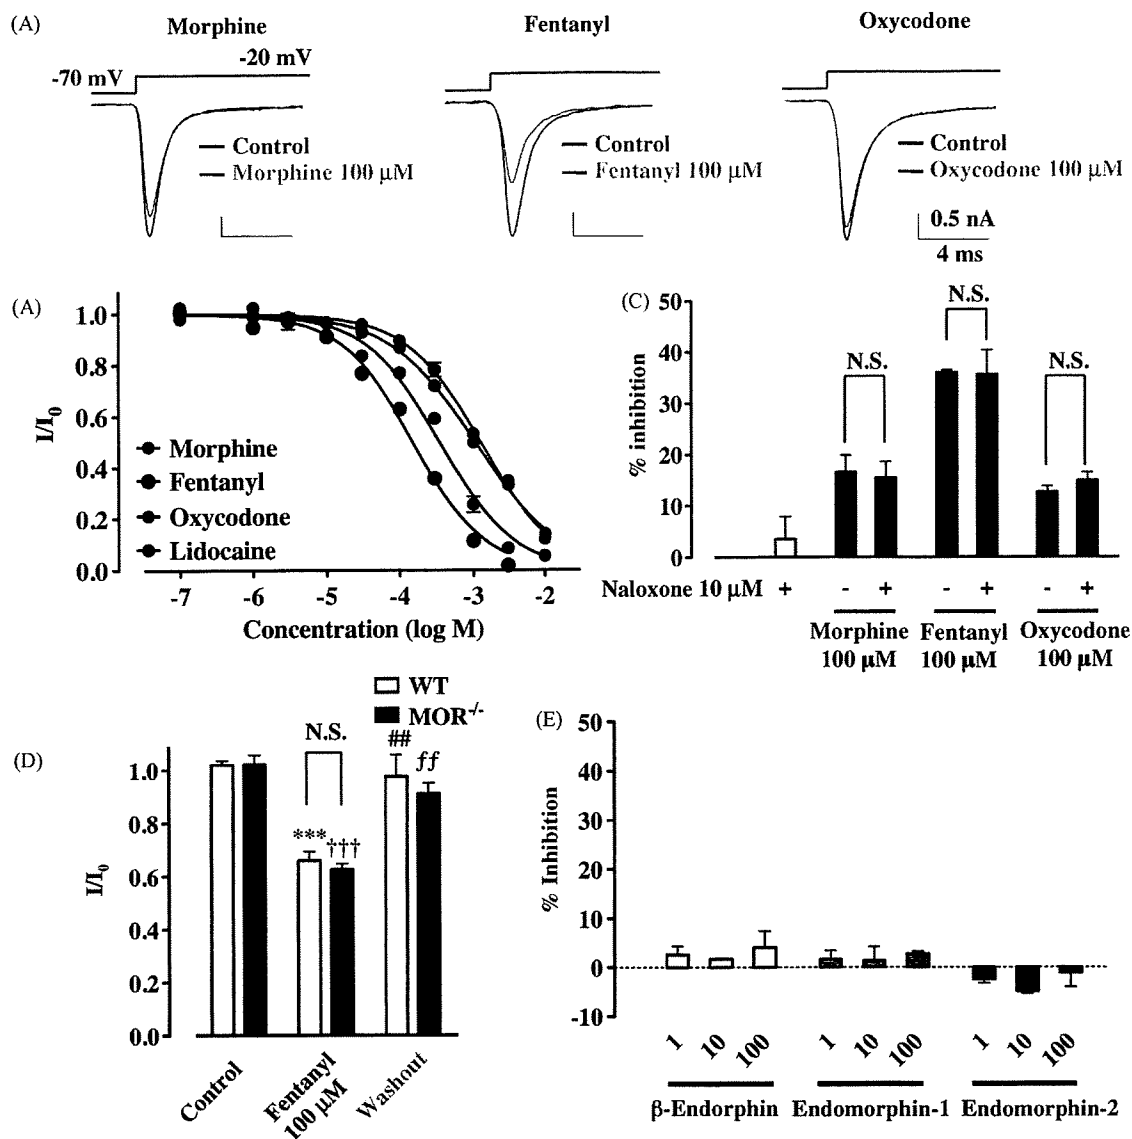 (A)
Morphine
Fentanyl
Oxycodone
-70 mV
-20 mV
Control
Morphine 100 μM
Control
Fentanyl 100 μM
Control
Oxycodone 100 μM
0.5 nA
4 ms
(A)
1.0
0.8
0.6
0.4
0.2
0.0
I/I0
Morphine
Fentanyl
Oxycodone
Lidocaine
-7 -6 -5 -4 -3 -2
Concentration (log M)
(C)
50
40
30
20
10
0
% inhibition
N.S.
N.S.
N.S.
Naloxone 10 μM + - + - + - +
Morphine 100 μM
Fentanyl 100 μM
Oxycodone 100 μM
(D)
WT
MOR-/-
N.S.
##
ƒƒ
***
†††
1.0
0.8
0.6
0.4
0.2
0.0
I/I0
Control
Fentanyl 100 μM
Washout
(E)
50
40
30
20
10
0
-10
% Inhibition
1 10 100 1 10 100 1 10 100
β-Endorphin
Endomorphin-1
Endomorphin-2